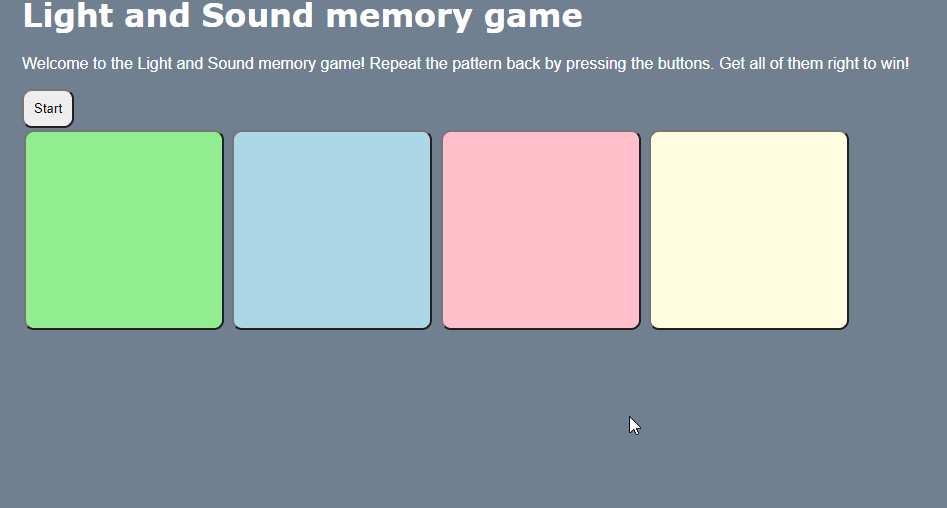 Light and Sound memory game
Welcome to the Light and Sound memory game! Repeat the pattern back by pressing the buttons. Get all of them right to win!
Start